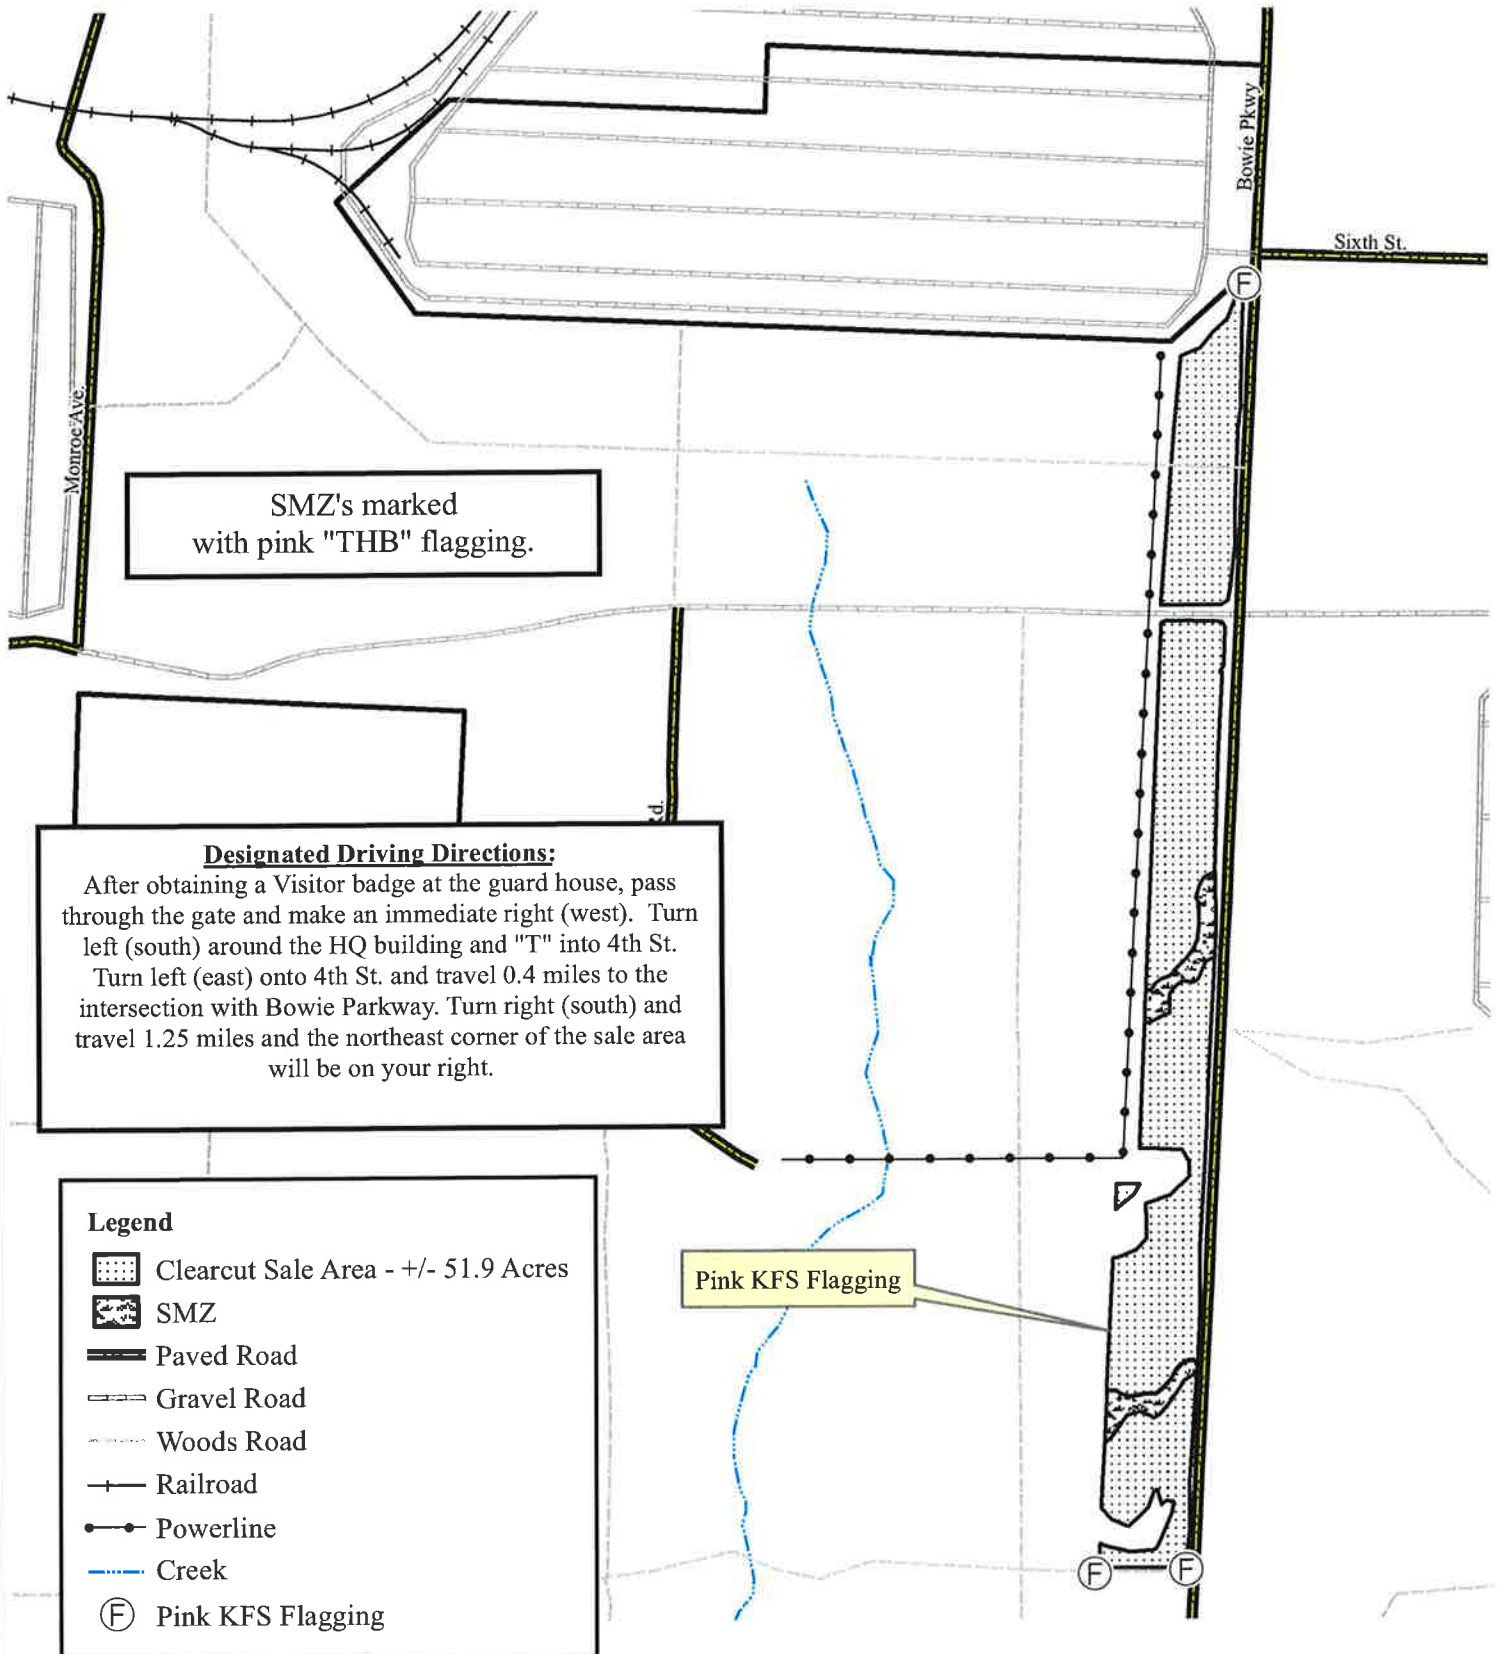 Bowie Pkwy
Sixth St.
Monroe Ave.
SMZ's marked
with pink "THB" flagging.
Rd.
Designated Driving Directions:
After obtaining a Visitor badge at the guard house, pass
through the gate and make an immediate right (west). Turn
left (south) around the HQ building and "T" into 4th St.
Turn left (east) onto 4th St. and travel 0.4 miles to the
intersection with Bowie Parkway. Turn right (south) and
travel 1.25 miles and the northeast corner of the sale area
will be on your right.
Pink KFS Flagging
Legend
Clearcut Sale Area - +/- 51.9 Acres
SMZ
Paved Road
Gravel Road
Woods Road
Railroad
Powerline
Creek
F Pink KFS Flagging
F
F
F